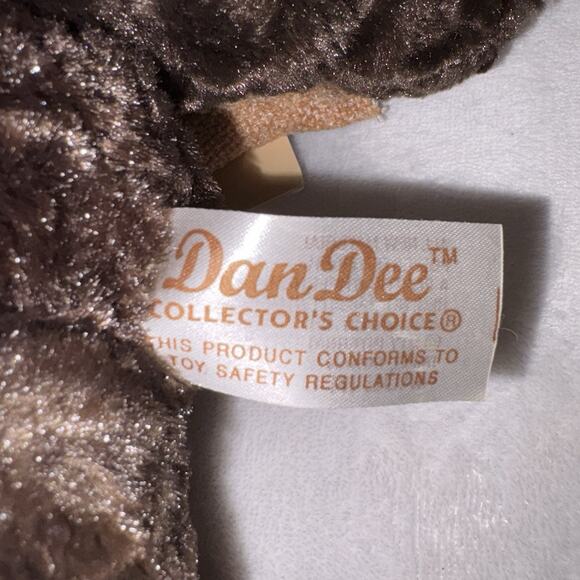 Dan Dee™
COLLECTOR'S CHOICE®
THIS PRODUCT CONFORMS TO
TOY SAFETY REGULATIONS